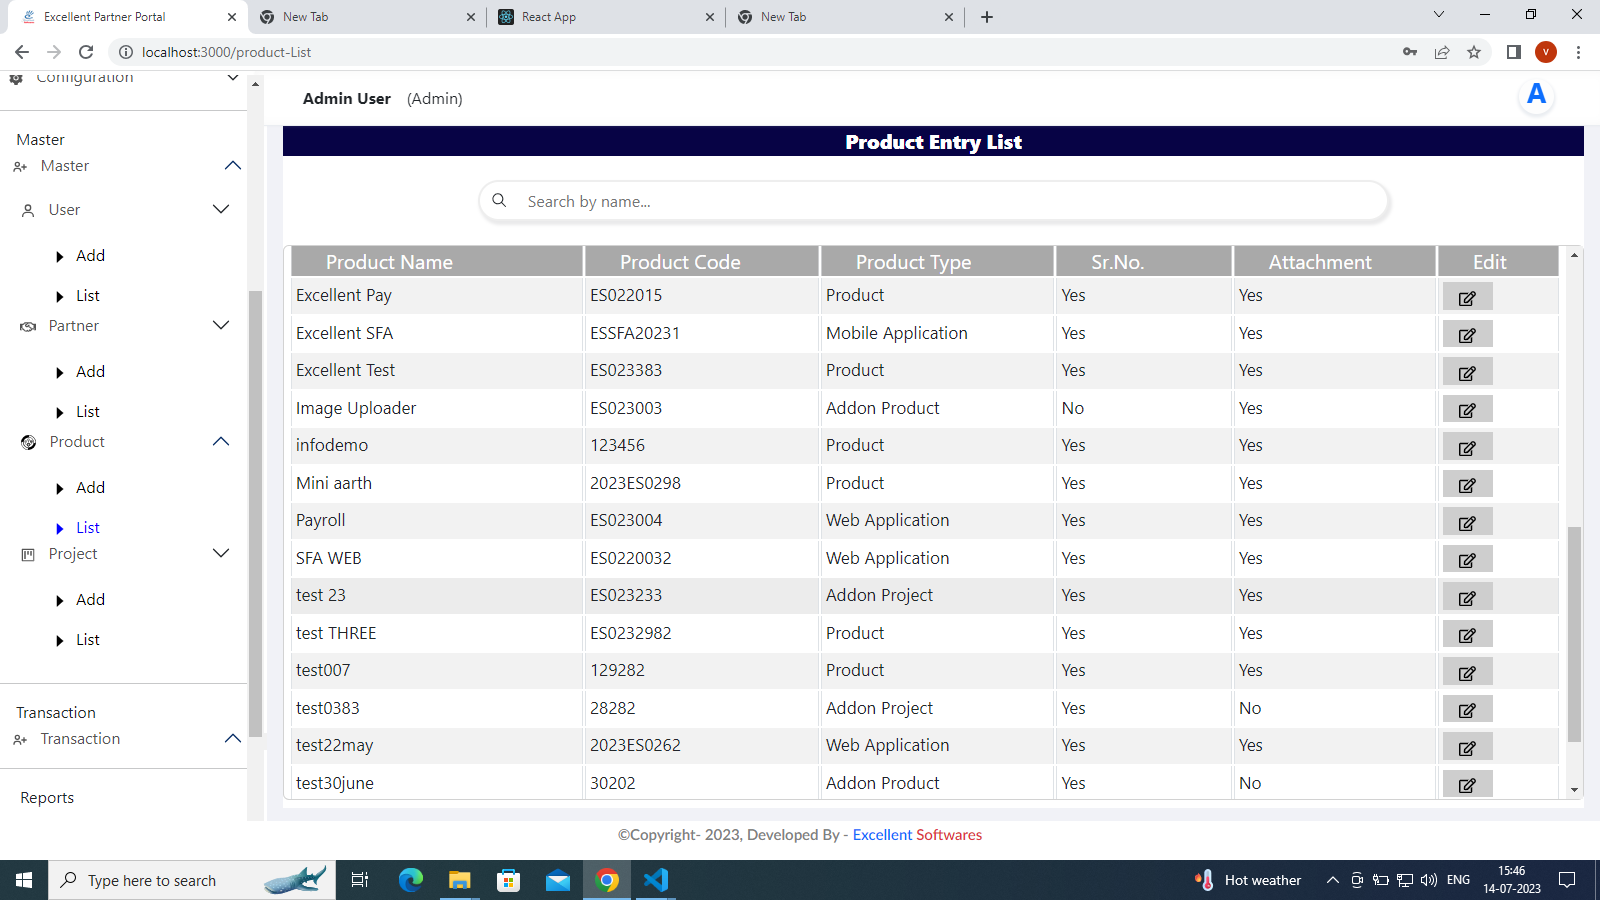 Excellent Partner Portal
New Tab
React App
New Tab
localhost:3000/product-List
V
Configuration
Master
Master
User
Add
List
Partner
Add
List
Product
Add
List
Project
Add
List
Transaction
Transaction
Reports
Admin User (Admin)
A
Product Entry List
Search by name...
Product Name Product Code Product Type Sr.No. Attachment Edit
Excellent Pay ES022015 Product Yes Yes
Excellent SFA ESSFA20231 Mobile Application Yes Yes
Excellent Test ES023383 Product Yes Yes
Image Uploader ES023003 Addon Product No Yes
infodemo 123456 Product Yes Yes
Mini aarth 2023ES0298 Product Yes Yes
Payroll ES023004 Web Application Yes Yes
SFA WEB ES0220032 Web Application Yes Yes
test 23 ES023233 Addon Project Yes Yes
test THREE ES0232982 Product Yes Yes
test007 129282 Product Yes Yes
test0383 28282 Addon Project Yes No
test22may 2023ES0262 Web Application Yes Yes
test30june 30202 Addon Product Yes No
©Copyright- 2023, Developed By - Excellent Softwares
Type here to search
Hot weather
ENG
15:46
14-07-2023